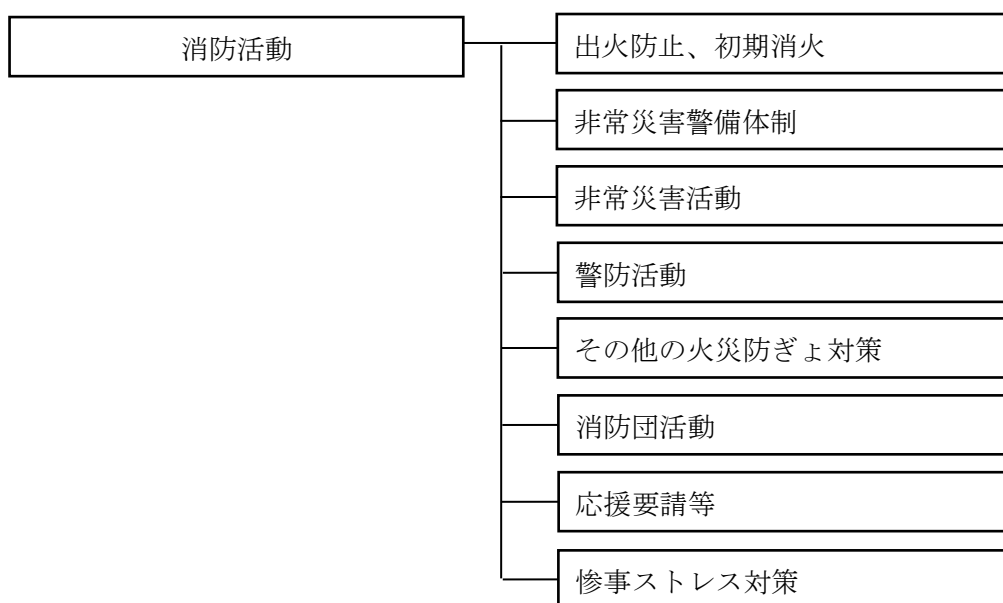 消防活動
出火防止、初期消火
非常災害警備体制
非常災害活動
警防活動
その他の火災防ぎょ対策
消防団活動
応援要請等
惨事ストレス対策